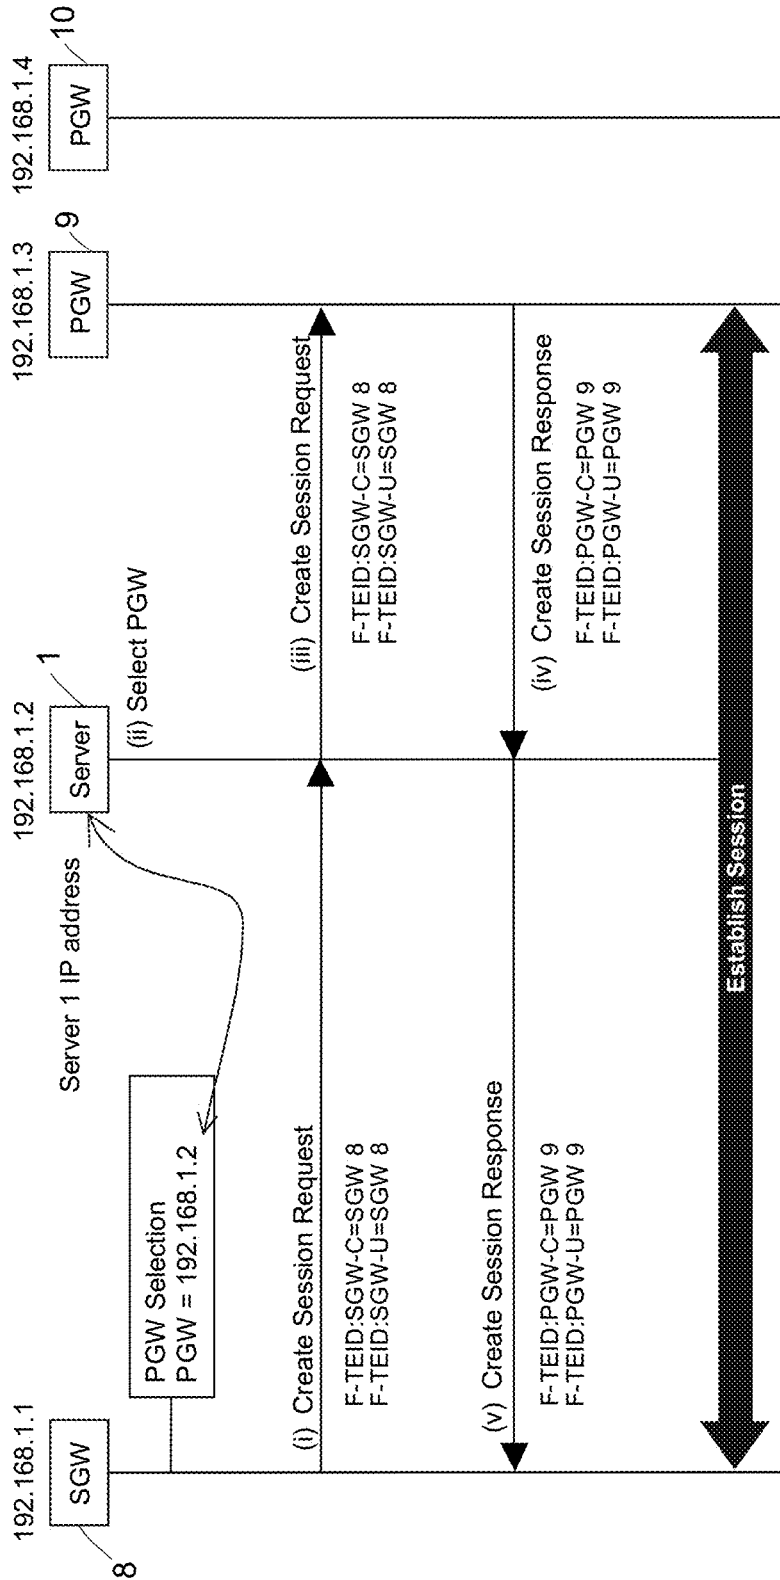 192.168.1.1
SGW
8
192.168.1.2
Server
1
192.168.1.3
PGW
9
192.168.1.4
PGW
10
Server 1 IP address
PGW Selection
PGW = 192.168.1.2
(ii) Select PGW
(i) Create Session Request
F-TEID:SGW-C=SGW 8
F-TEID:SGW-U=SGW 8
(iii) Create Session Request
F-TEID:SGW-C=SGW 8
F-TEID:SGW-U=SGW 8
(v) Create Session Response
F-TEID:PGW-C=PGW 9
F-TEID:PGW-U=PGW 9
(iv) Create Session Response
F-TEID:PGW-C=PGW 9
F-TEID:PGW-U=PGW 9
Establish Session